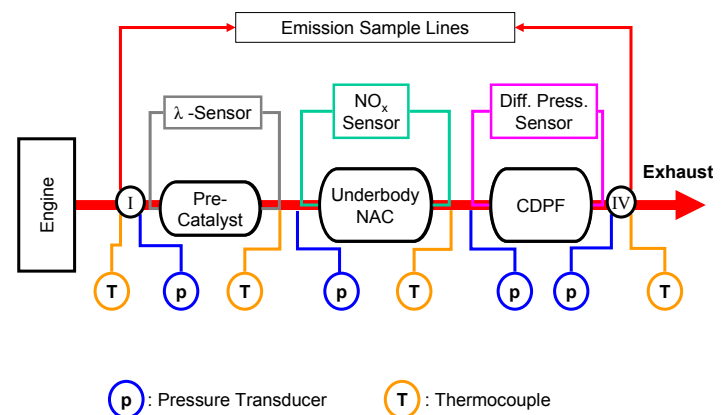 Emission Sample Lines
λ -Sensor
NOx
Sensor
Diff. Press.
Sensor
Exhaust
Engine
I
Pre-
Catalyst
Underbody
NAC
CDPF
IV
T
p
T
p
T
p
p
T
p : Pressure Transducer
T : Thermocouple